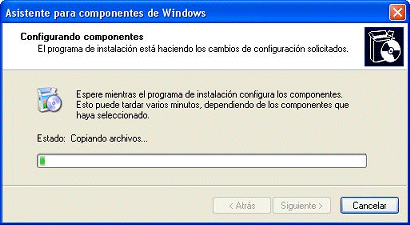 Asistente para componentes de Windows
Configurando componentes
El programa de instalación está haciendo los cambios de configuración solicitados.
Espere mientras el programa de instalación configura los componentes.
Esto puede tardar varios minutos, dependiendo de los componentes que
haya seleccionado.
Estado: Copiando archivos...
< Atrás Siguiente > Cancelar